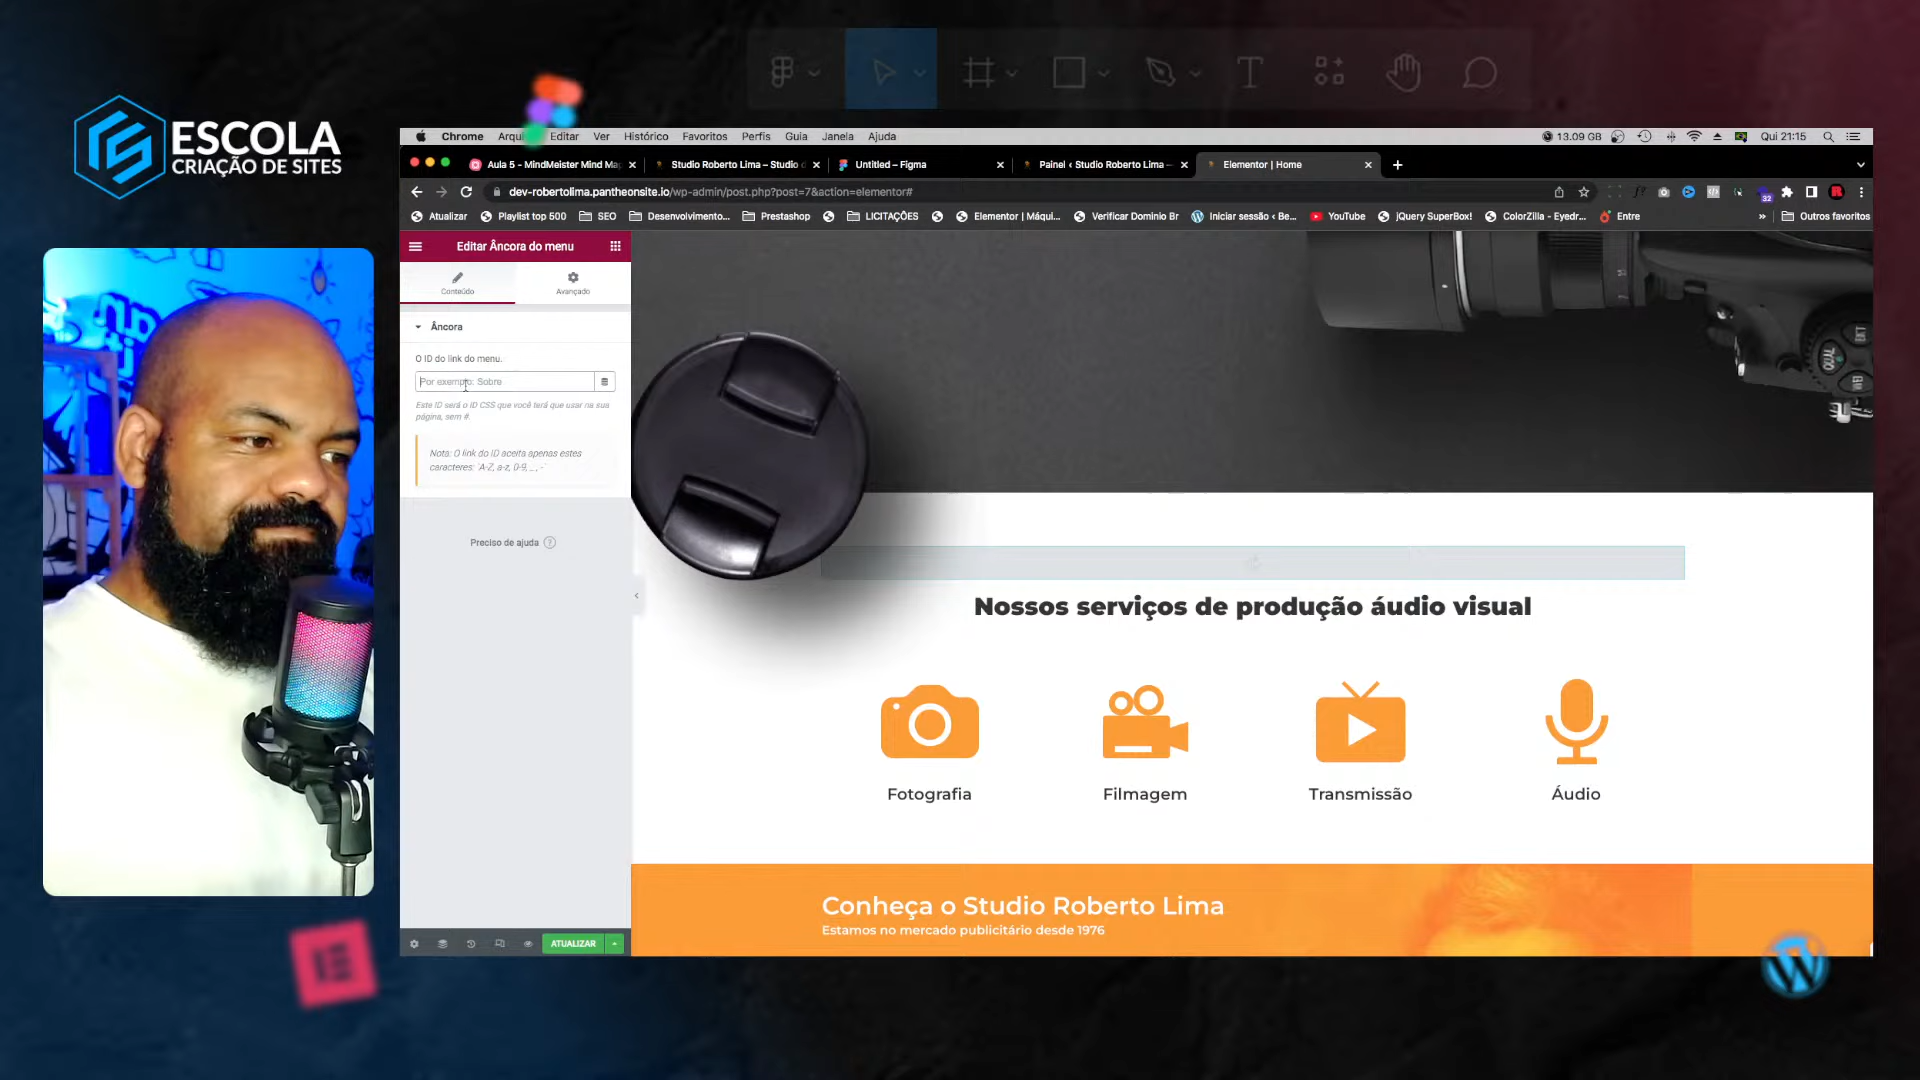 ESCOLA
CRIAÇÃO DE SITES
Chrome Arqui Editar Ver Histórico Favoritos Perfis Guia Janela Ajuda
13.09 GB Qui 21:15
Aula 5 - MindMeister Mind Ma
Studio Roberto Lima – Studio d
Untitled – Figma
Painel ‹ Studio Roberto Lima —
Elementor | Home
dev-robertolima.pantheonsite.io/wp-admin/post.php?post=7&action=elementor#
32
Atualizar Playlist top 500 SEO Desenvolvimento... Prestashop LICITAÇÕES Elementor | Máqui... Verificar Dominio Br Iniciar sessão ‹ Be... YouTube jQuery SuperBox! ColorZilla - Eyedr... Entre » Outros favoritos
Editar Âncora do menu
Conteúdo Avançado
Âncora
O ID do link do menu.
Por exemplo: Sobre
Este ID será o ID CSS que você terá que usar na sua
página, sem #.
Nota: O link do ID aceita apenas estes
caracteres: `A-Z, a-z, 0-9, _ , -`
Preciso de ajuda ?
ATUALIZAR
Nossos serviços de produção áudio visual
Fotografia
Filmagem
Transmissão
Áudio
Conheça o Studio Roberto Lima
Estamos no mercado publicitário desde 1976